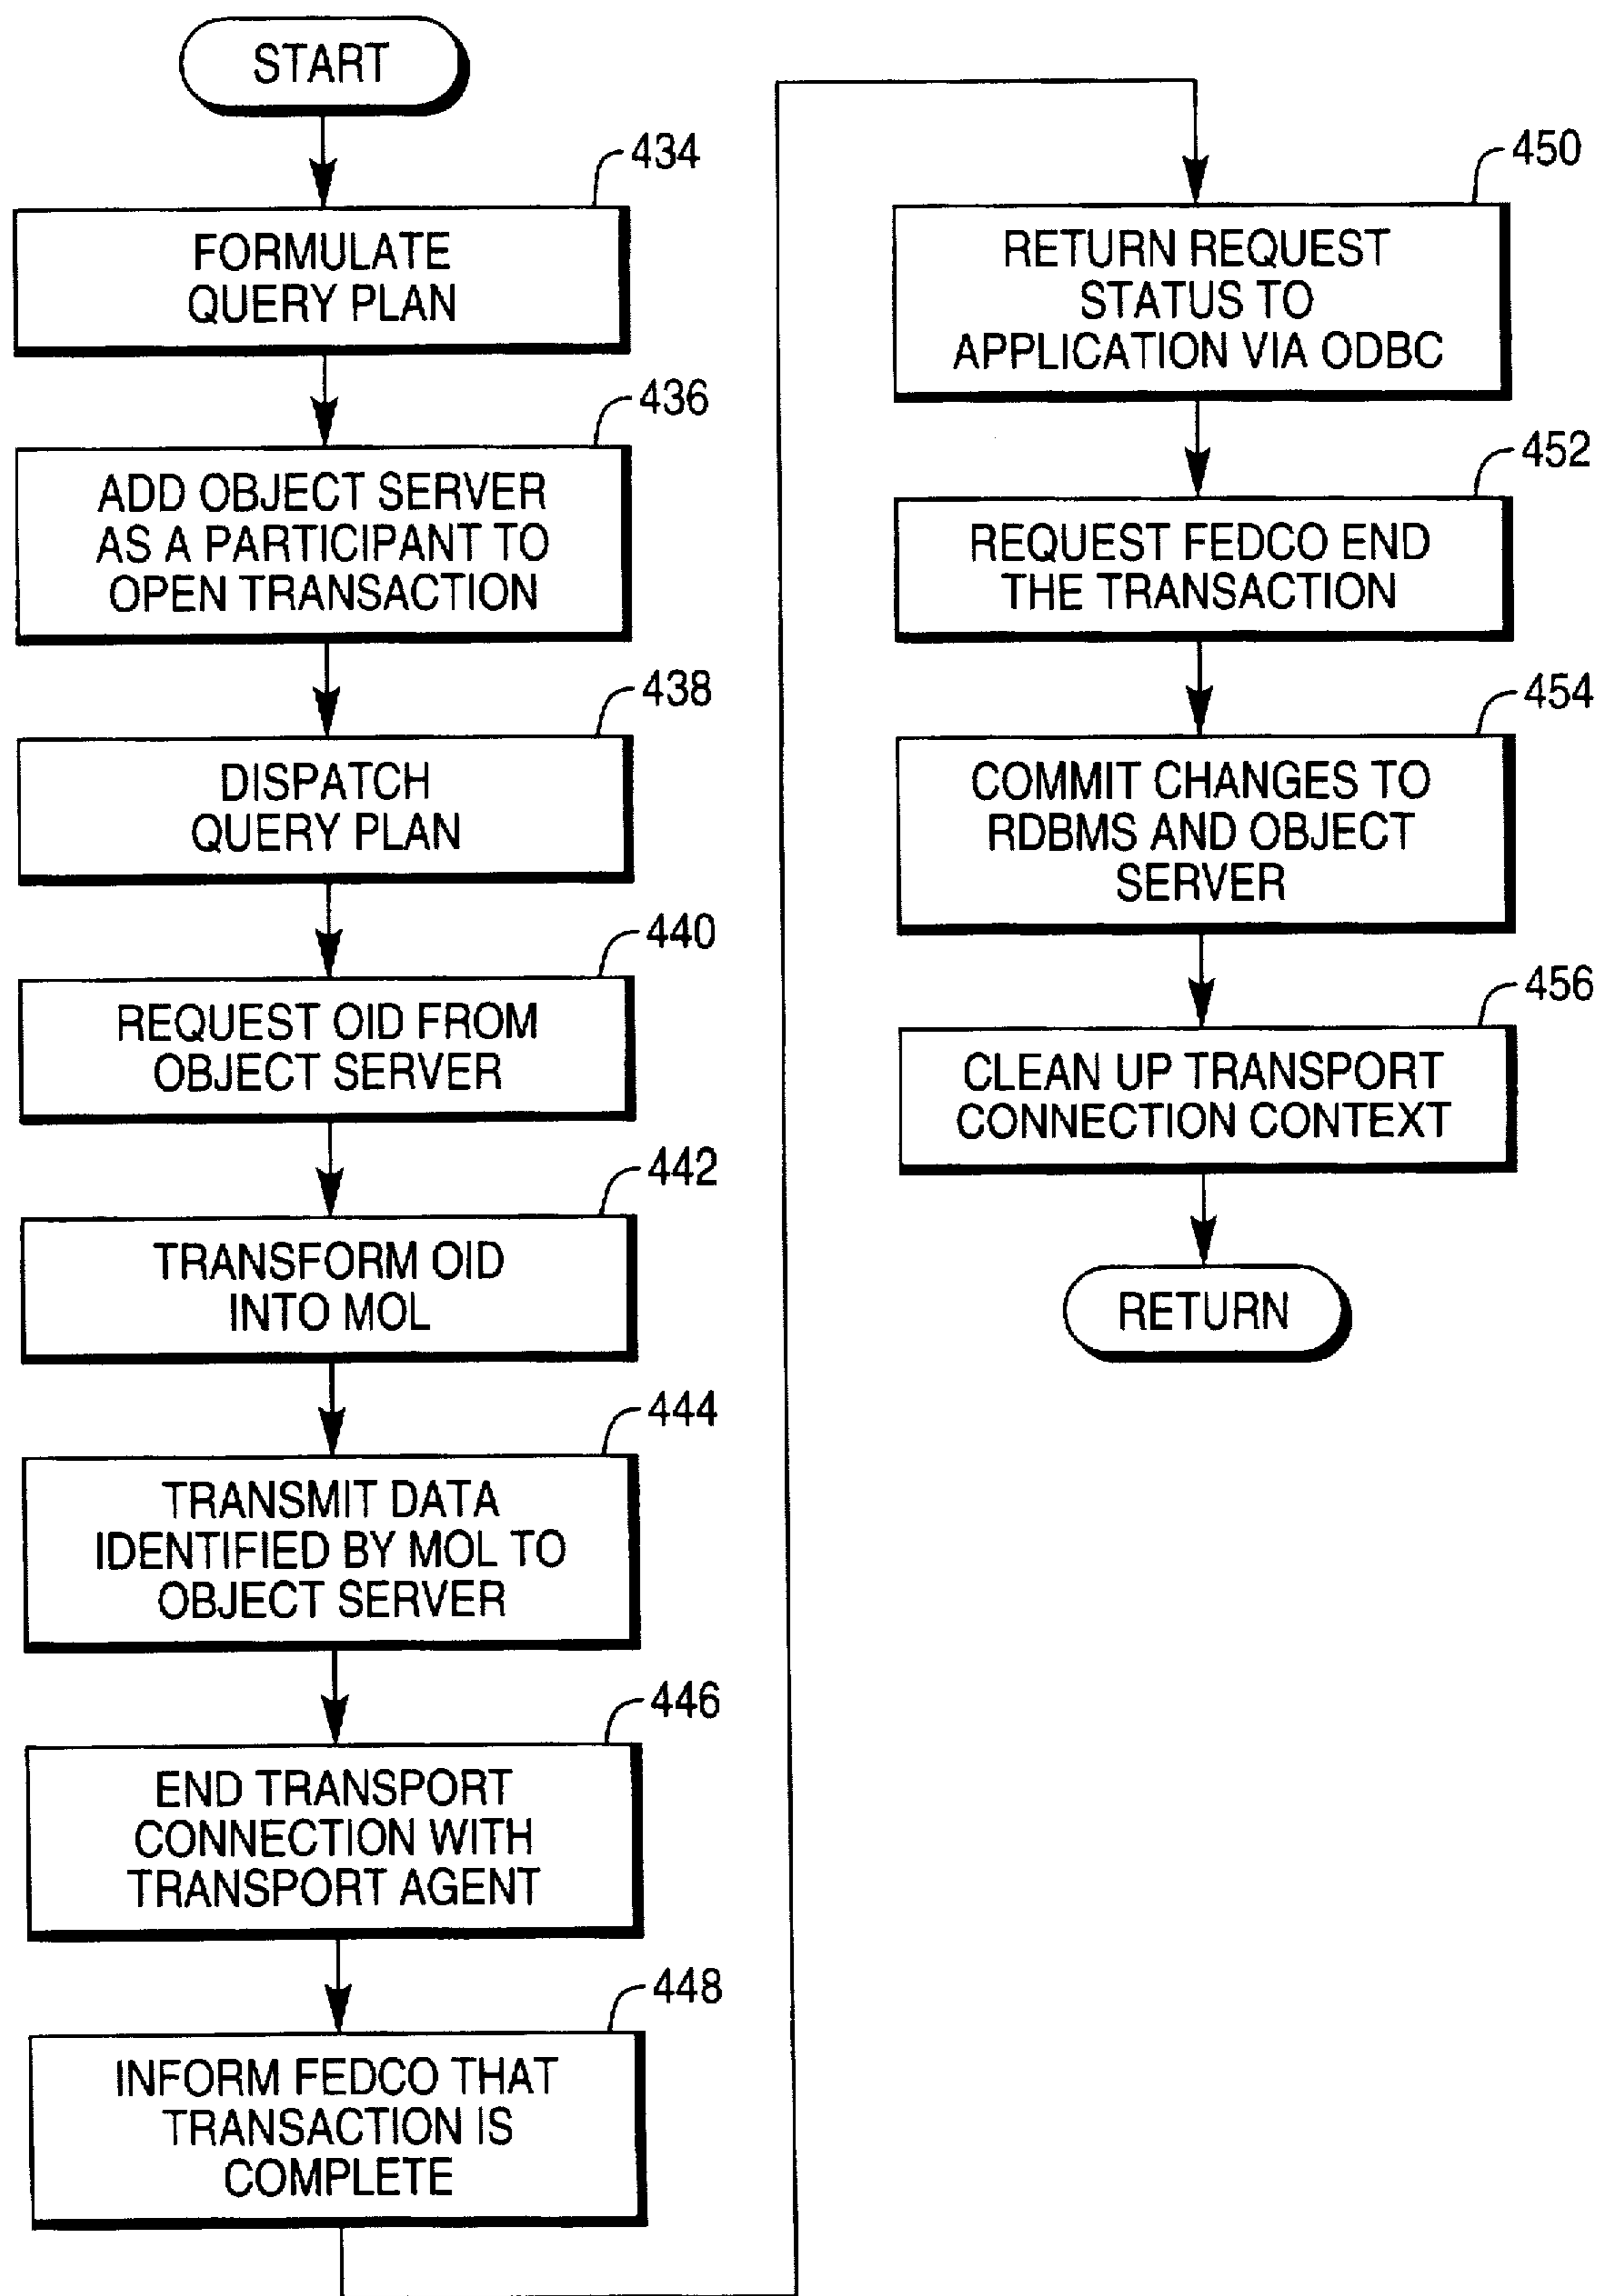 START
434
FORMULATE
QUERY PLAN
436
ADD OBJECT SERVER
AS A PARTICIPANT TO
OPEN TRANSACTION
438
DISPATCH
QUERY PLAN
440
REQUEST OID FROM
OBJECT SERVER
442
TRANSFORM OID
INTO MOL
444
TRANSMIT DATA
IDENTIFIED BY MOL TO
OBJECT SERVER
446
END TRANSPORT
CONNECTION WITH
TRANSPORT AGENT
448
INFORM FEDCO THAT
TRANSACTION IS
COMPLETE
450
RETURN REQUEST
STATUS TO
APPLICATION VIA ODBC
452
REQUEST FEDCO END
THE TRANSACTION
454
COMMIT CHANGES TO
RDBMS AND OBJECT
SERVER
456
CLEAN UP TRANSPORT
CONNECTION CONTEXT
RETURN